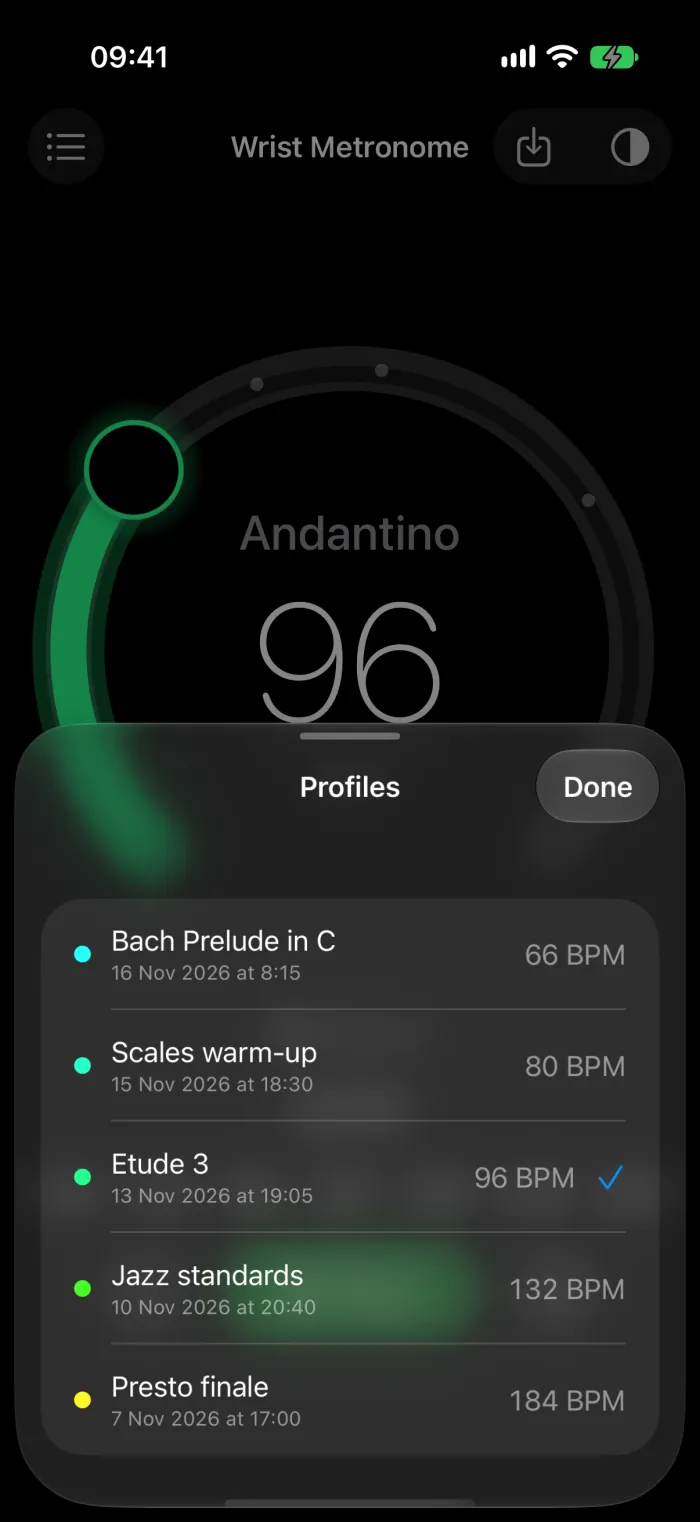 09:41
Wrist Metronome
Andantino
96
Profiles
Done
Bach Prelude in C
16 Nov 2026 at 8:15
66 BPM
Scales warm-up
15 Nov 2026 at 18:30
80 BPM
Etude 3
13 Nov 2026 at 19:05
96 BPM
Jazz standards
10 Nov 2026 at 20:40
132 BPM
Presto finale
7 Nov 2026 at 17:00
184 BPM